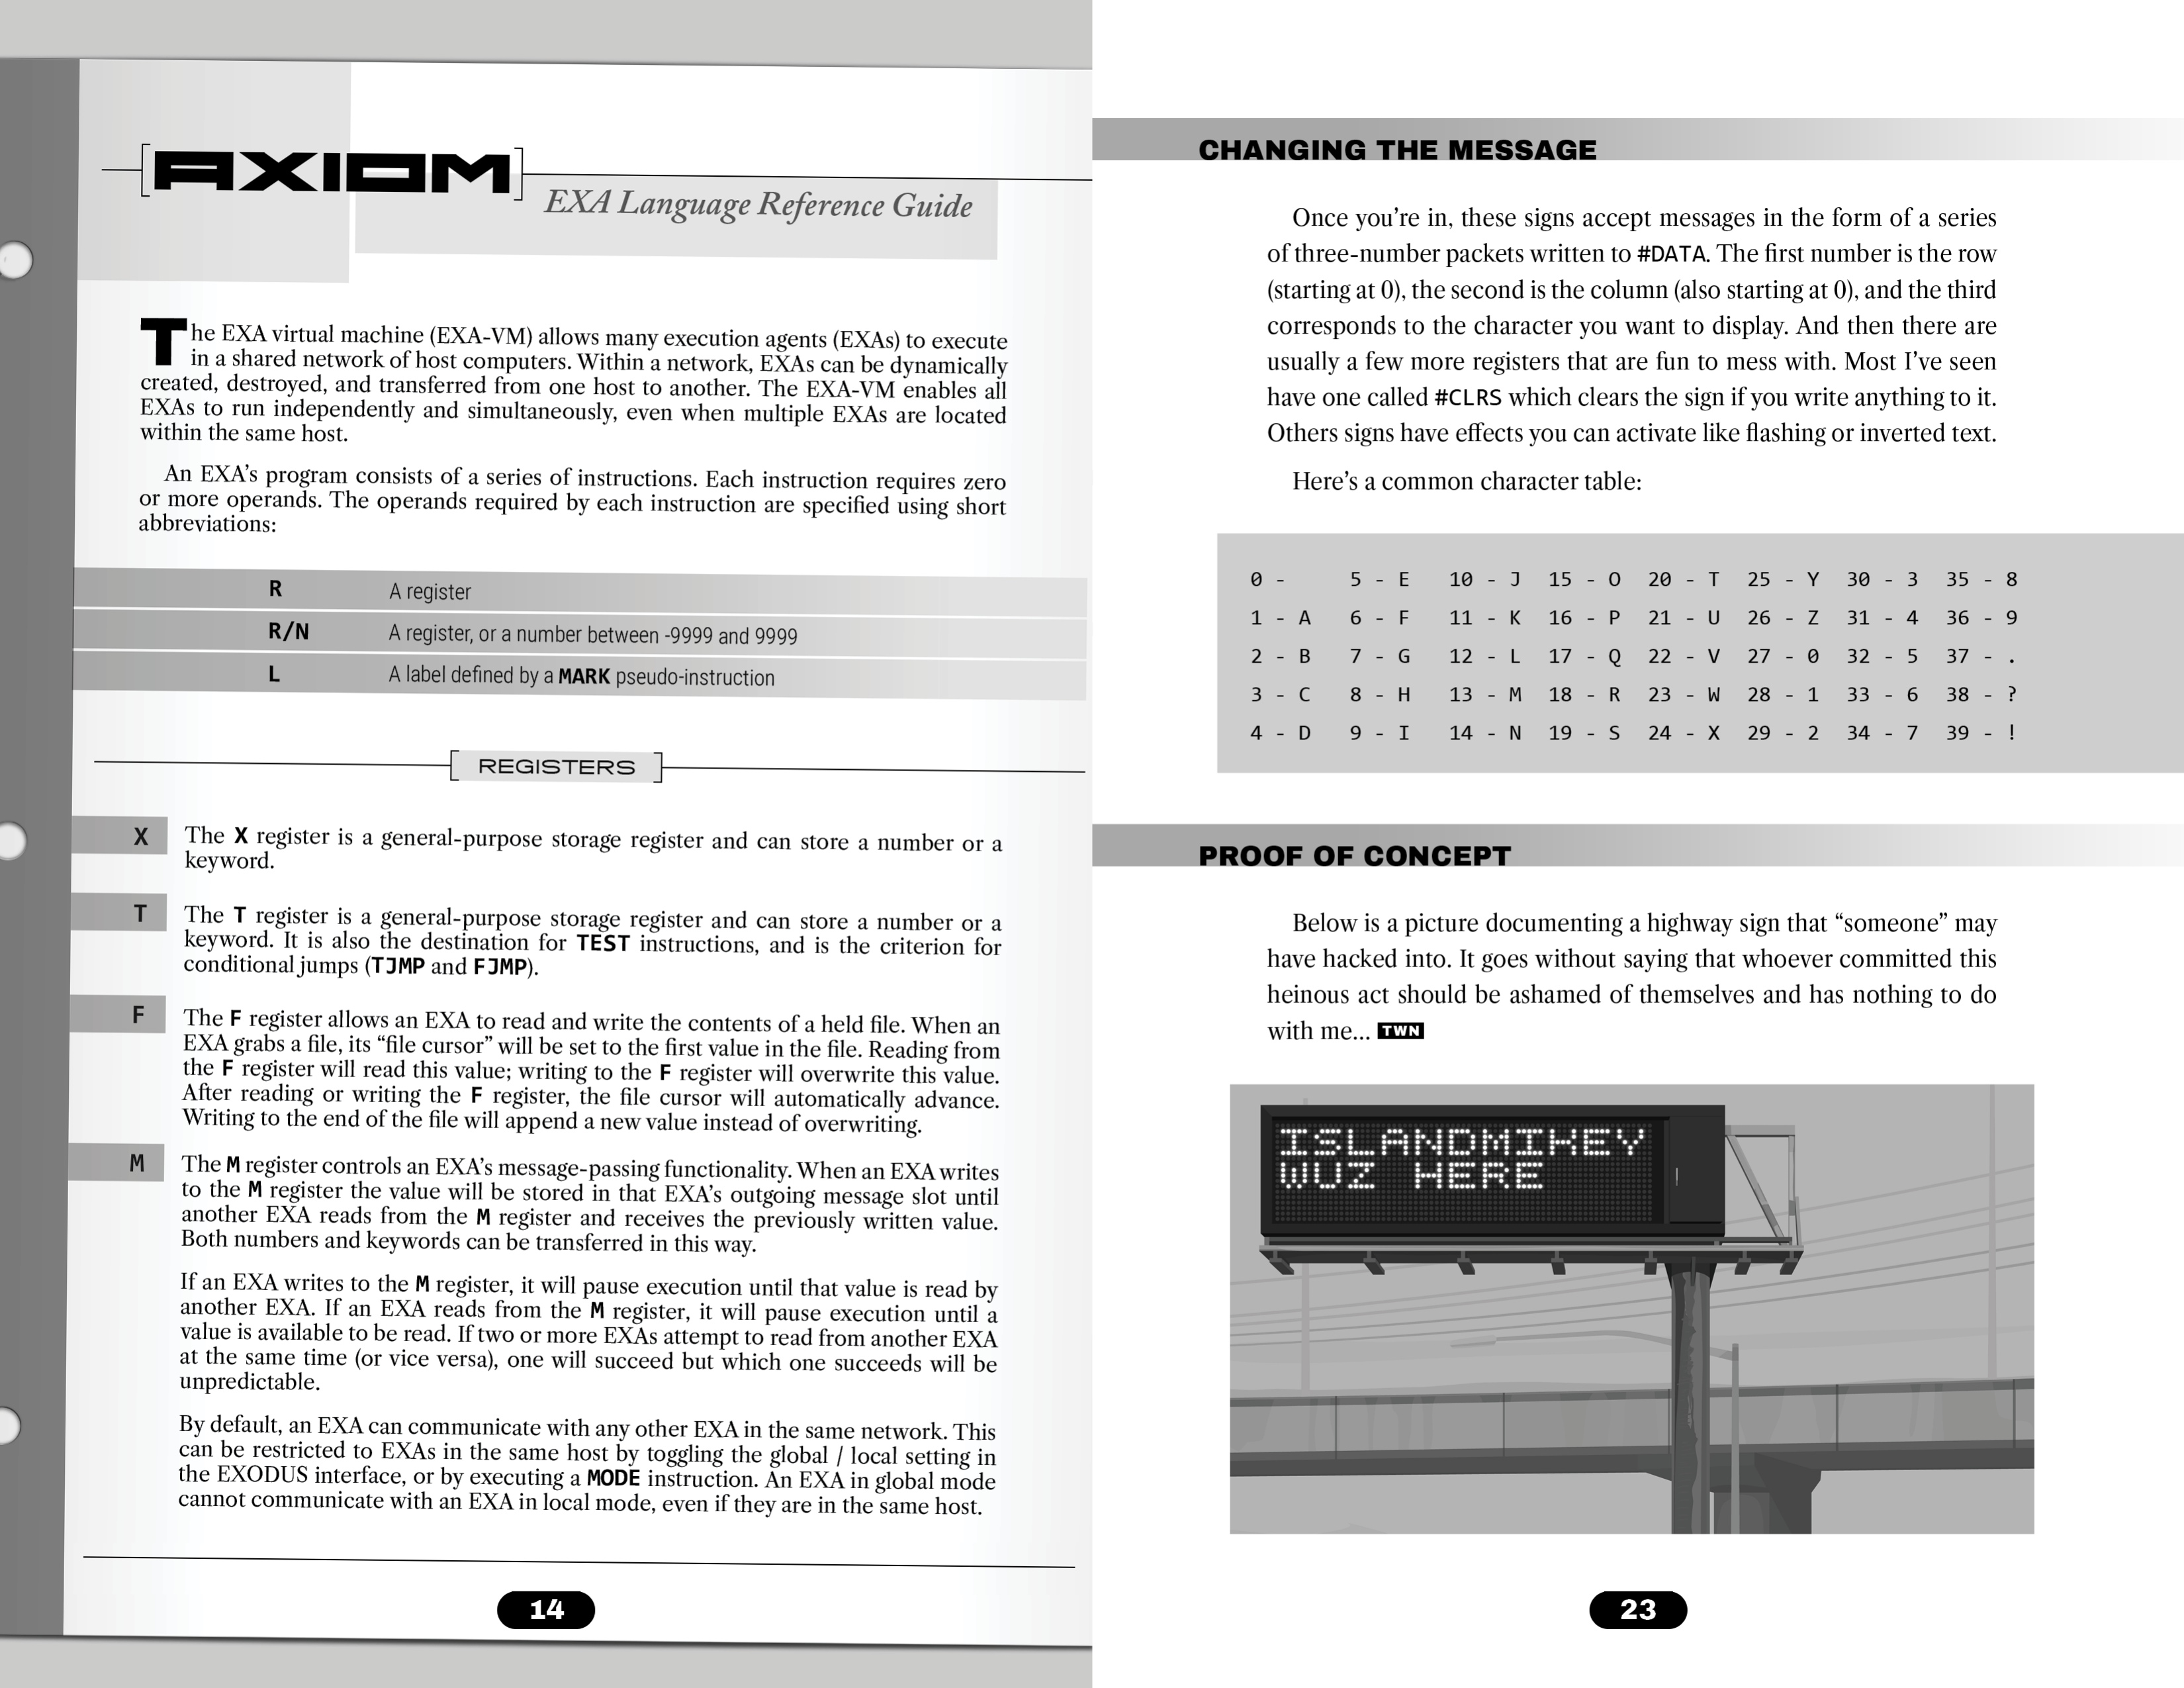 AXIOM
EXA Language Reference Guide
The EXA virtual machine (EXA-VM) allows many execution agents (EXAs) to execute
in a shared network of host computers. Within a network, EXAs can be dynamically
created, destroyed, and transferred from one host to another. The EXA-VM enables all
EXAs to run independently and simultaneously, even when multiple EXAs are located
within the same host.
An EXA's program consists of a series of instructions. Each instruction requires zero
or more operands. The operands required by each instruction are specified using short
abbreviations:
R A register
R/N A register, or a number between -9999 and 9999
L A label defined by a MARK pseudo-instruction
REGISTERS
X The X register is a general-purpose storage register and can store a number or a
keyword.
T The T register is a general-purpose storage register and can store a number or a
keyword. It is also the destination for TEST instructions, and is the criterion for
conditional jumps (TJMP and FJMP).
F The F register allows an EXA to read and write the contents of a held file. When an
EXA grabs a file, its “file cursor” will be set to the first value in the file. Reading from
the F register will read this value; writing to the F register will overwrite this value.
After reading or writing the F register, the file cursor will automatically advance.
Writing to the end of the file will append a new value instead of overwriting.
M The M register controls an EXA's message-passing functionality. When an EXA writes
to the M register the value will be stored in that EXA's outgoing message slot until
another EXA reads from the M register and receives the previously written value.
Both numbers and keywords can be transferred in this way.
If an EXA writes to the M register, it will pause execution until that value is read by
another EXA. If an EXA reads from the M register, it will pause execution until a
value is available to be read. If two or more EXAs attempt to read from another EXA
at the same time (or vice versa), one will succeed but which one succeeds will be
unpredictable.
By default, an EXA can communicate with any other EXA in the same network. This
can be restricted to EXAs in the same host by toggling the global / local setting in
the EXODUS interface, or by executing a MODE instruction. An EXA in global mode
cannot communicate with an EXA in local mode, even if they are in the same host.
14
CHANGING THE MESSAGE
Once you're in, these signs accept messages in the form of a series
of three-number packets written to #DATA. The first number is the row
(starting at 0), the second is the column (also starting at 0), and the third
corresponds to the character you want to display. And then there are
usually a few more registers that are fun to mess with. Most I've seen
have one called #CLRS which clears the sign if you write anything to it.
Others signs have effects you can activate like flashing or inverted text.
Here's a common character table:
0 - 5 - E 10 - J 15 - O 20 - T 25 - Y 30 - 3 35 - 8
1 - A 6 - F 11 - K 16 - P 21 - U 26 - Z 31 - 4 36 - 9
2 - B 7 - G 12 - L 17 - Q 22 - V 27 - 0 32 - 5 37 - .
3 - C 8 - H 13 - M 18 - R 23 - W 28 - 1 33 - 6 38 - ?
4 - D 9 - I 14 - N 19 - S 24 - X 29 - 2 34 - 7 39 - !
PROOF OF CONCEPT
Below is a picture documenting a highway sign that “someone” may
have hacked into. It goes without saying that whoever committed this
heinous act should be ashamed of themselves and has nothing to do
with me... TWN
ISLANDMIKEY
WUZ HERE
23